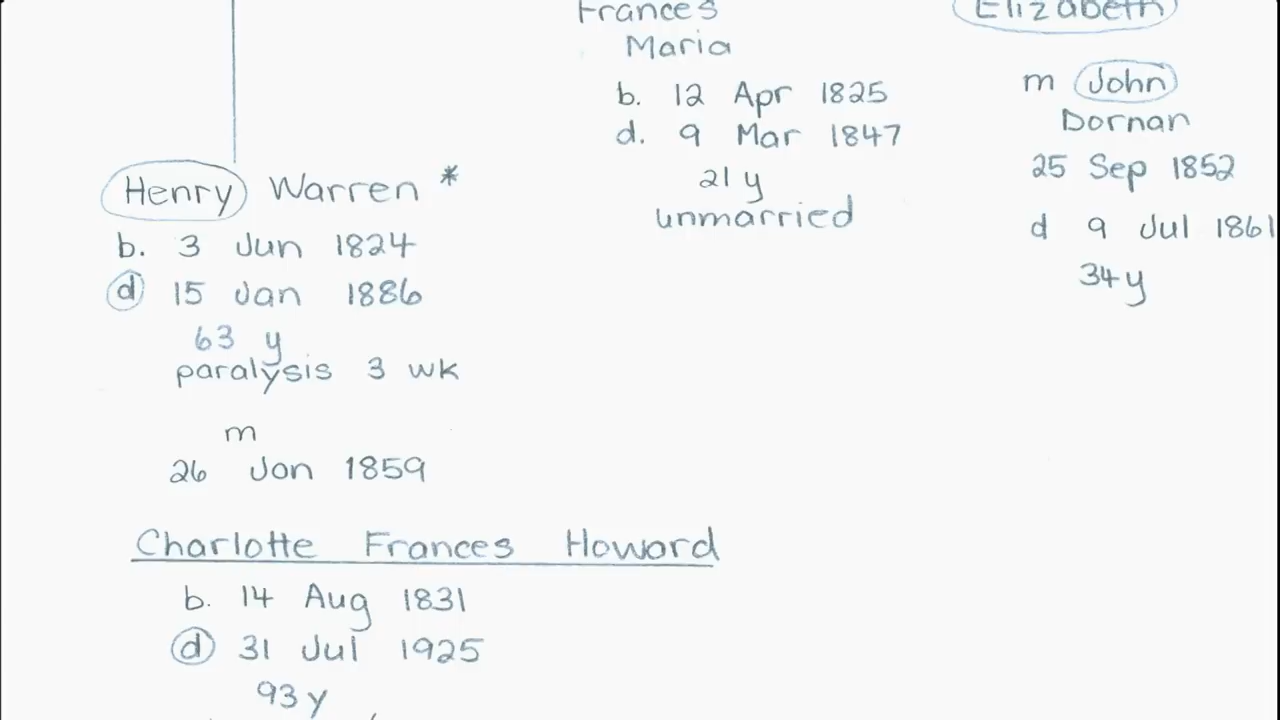 Frances
Maria
b. 12 Apr 1825
d. 9 Mar 1847
21 y
unmarried
Elizabeth
m John
Dornan
25 Sep 1852
d 9 Jul 1861
34 y
Henry Warren *
b. 3 Jun 1824
d 15 Jan 1886
63 y
paralysis 3 wk
m
26 Jan 1859
Charlotte Frances Howard
b. 14 Aug 1831
d 31 Jul 1925
93 y